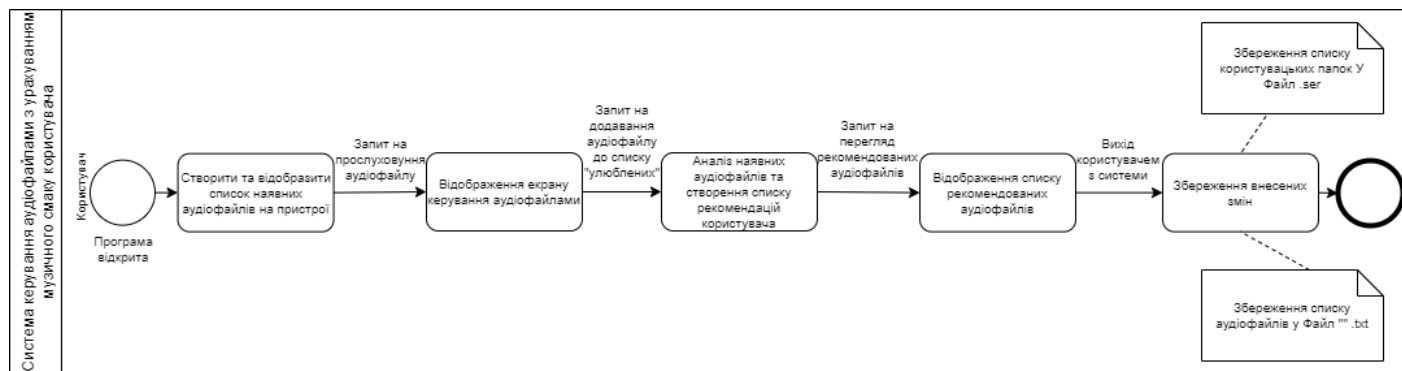 Система керування аудіофайлами з урахуванням
музичного смаку користувача
Користувач
Програма
відкрита
Створити та відобразити
список наявних
аудіофайлів на пристрої
Запит на
прослуховуння
аудіофайлу
Відображення екрану
керування аудіофайлами
Запит на
додавання
аудіофайлу
до списку
"улюблених"
Аналіз наявних
аудіофайлів та
створення списку
рекомендацій
користувача
Запит на
перегляд
рекомендованих
аудіофайлів
Відображення списку
рекомендованих
аудіофайлів
Вихід
користувачем
з системи
Збереження внесених
змін
Збереження списку
користувацьких папок У
Файл .ser
Збереження списку
аудіофайлів у Файл "" .txt